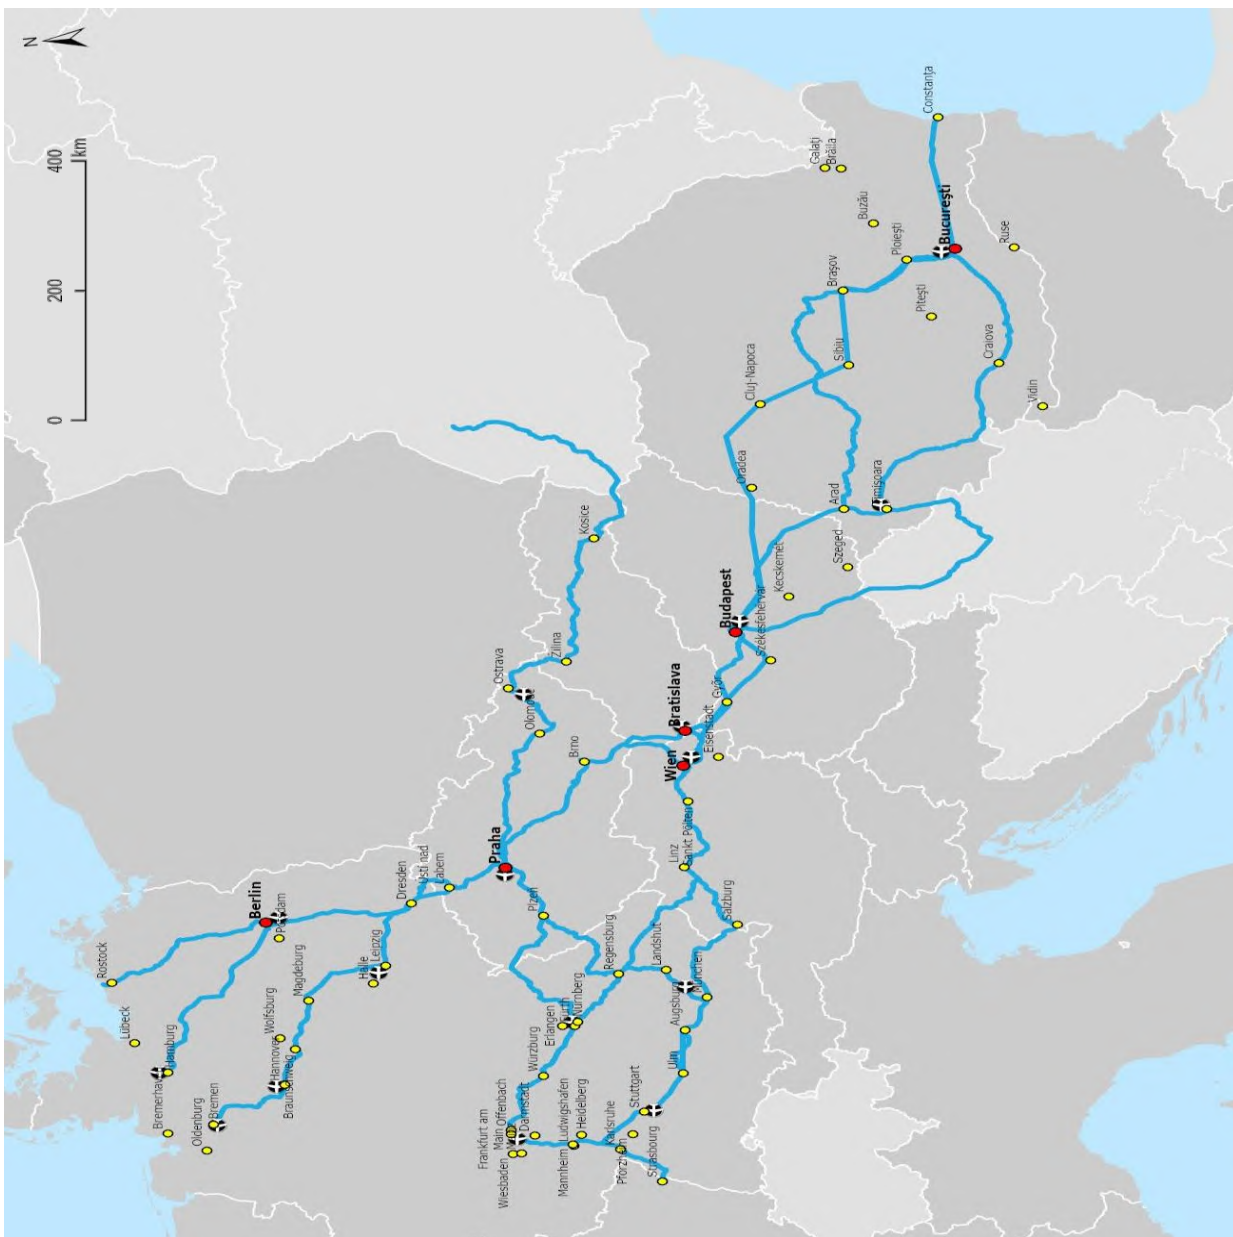 N
0
200
400
km
Rostock
Lübeck
Bremerhav
Hamburg
Oldenburg
Bremen
Berlin
Wolfsburg
Hannover
Braunschweig
Magdeburg
Halle
Leipzig
Dresden
Ústí nad
Labem
Praha
Plzeň
Ostrava
Olomouc
Brno
Žilina
Kosice
Frankfurt am
Main
Offenbach
Wiesbaden
Darmstadt
Würzburg
Erlangen
Fürth
Nürnberg
Mannheim
Ludwigshafen
Heidelberg
Karlsruhe
Pforzheim
Stuttgart
Strasbourg
Ulm
Augsburg
München
Landshut
Regensburg
Salzburg
Linz
Sankt Pölten
Wien
Bratislava
Eisenstadt
Győr
Budapest
Székesfehérvár
Kecskemét
Szeged
Oradea
Arad
Timișoara
Cluj-Napoca
Sibiu
Brașov
Ploiești
Pitești
Buzău
Galați
Brăila
București
Constanța
Craiova
Vidin
Ruse